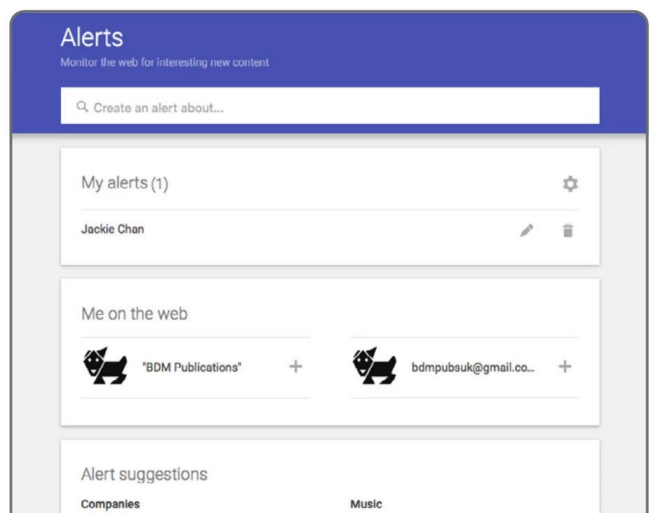 Alerts
Monitor the web for interesting new content
Create an alert about...
My alerts (1)
Jackie Chan
Me on the web
"BDM Publications"
bdmpubsuk@gmail.co...
Alert suggestions
Companies
Music